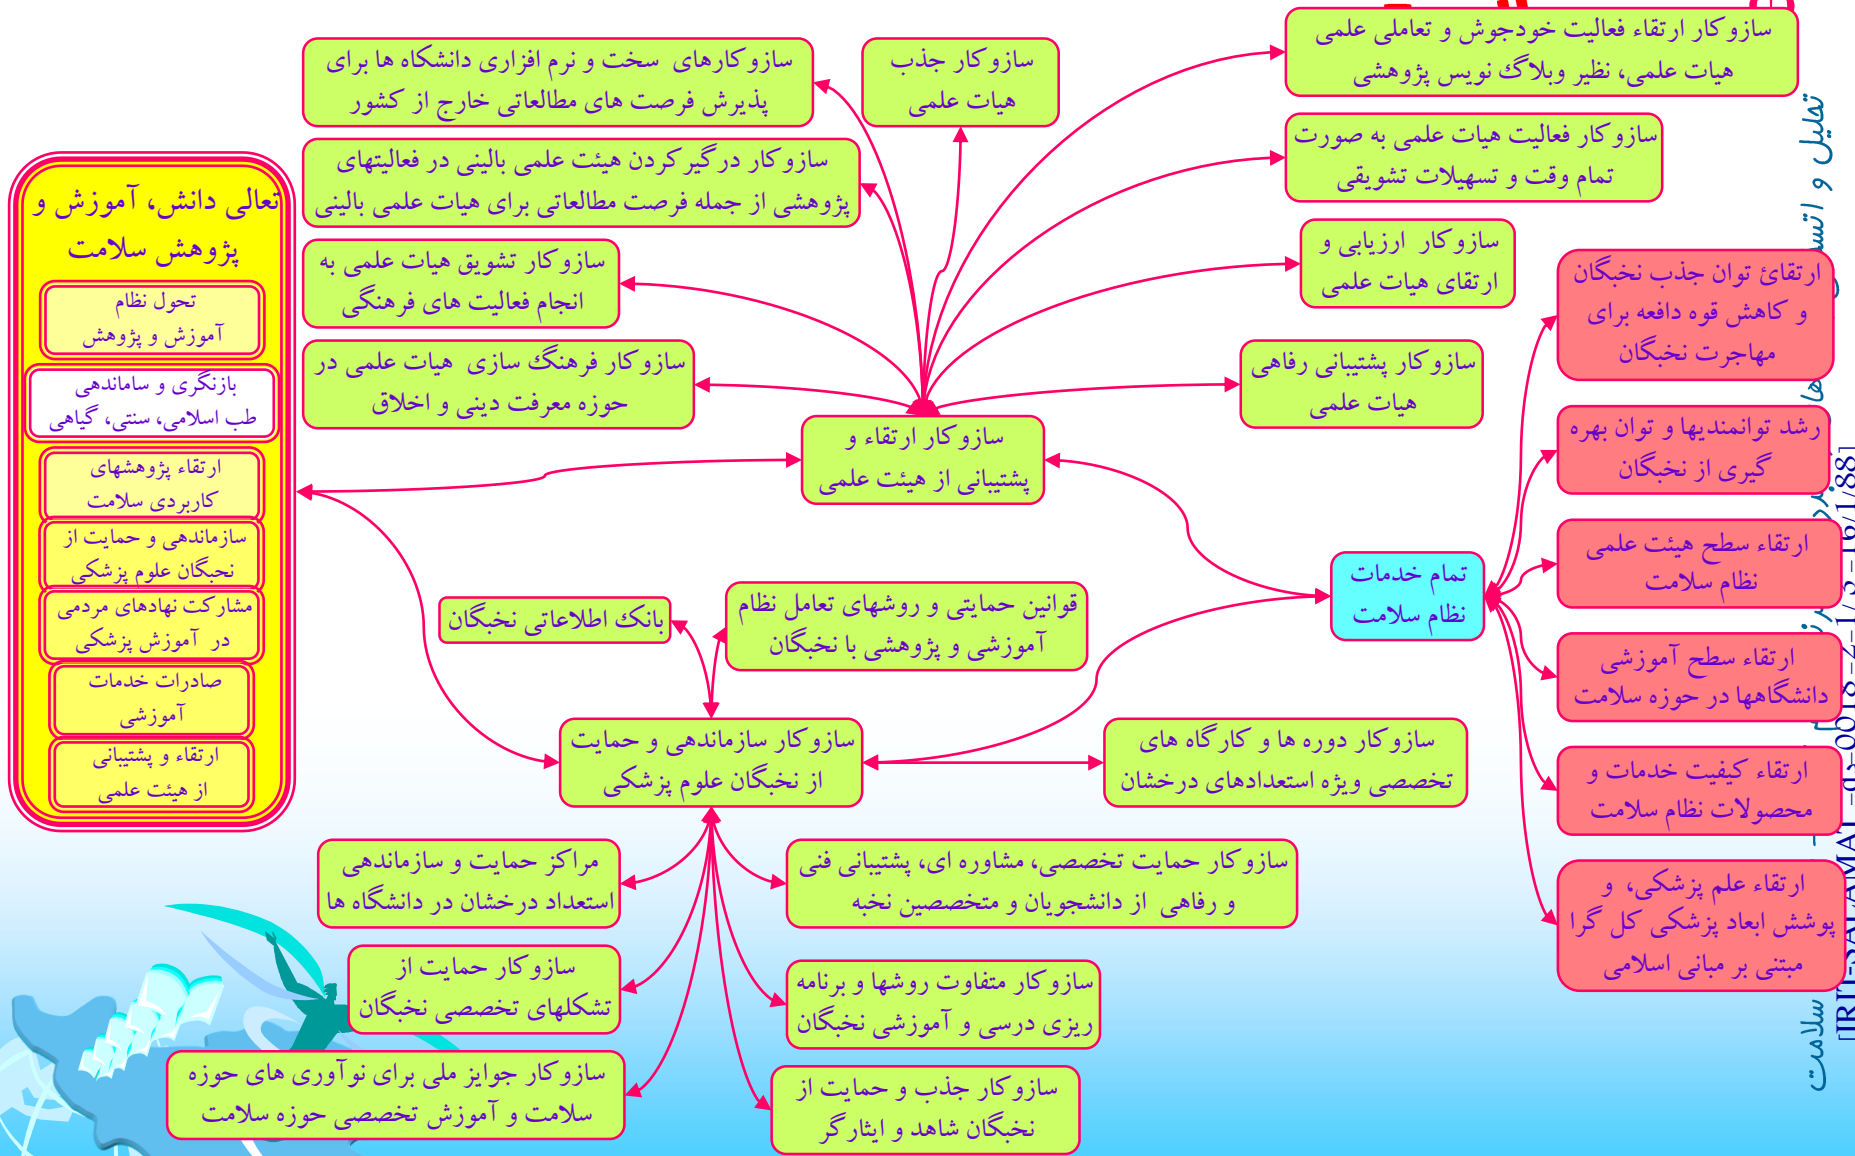 سازوکار ارتقاء فعالیت خودجوش و تعاملی علمی
هیات علمی، نظیر وبلاگ نویس پژوهشی
سازوکار جذب
هیات علمی
سازوکارهای سخت و نرم افزاری دانشگاه ها برای
پذیرش فرصت های مطالعاتی خارج از کشور
سازوکار فعالیت هیات علمی به صورت
تمام وقت و تسهیلات تشویقی
سازوکار درگیرکردن هیئت علمی بالینی در فعالیتهای
پژوهشی از جمله فرصت مطالعاتی برای هیات علمی بالینی
سازوکار ارزیابی و
ارتقای هیات علمی
سازوکار تشویق هیات علمی به
انجام فعالیت های فرهنگی
سازوکار پشتیبانی رفاهی
هیات علمی
سازوکار فرهنگ سازی هیات علمی در
حوزه معرفت دینی و اخلاق
سازوکار ارتقاء و
پشتیبانی از هیئت علمی
ارتقائ توان جذب نخبگان
و کاهش قوه دافعه برای
مهاجرت نخبگان
رشد توانمندیها و توان بهره
گیری از نخبگان
ارتقاء سطح هیئت علمی
نظام سلامت
ارتقاء سطح آموزشی
دانشگاهها در حوزه سلامت
ارتقاء کیفیت خدمات و
محصولات نظام سلامت
ارتقاء علم پزشکی، و
پوشش ابعاد پزشکی کل گرا
مبتنی بر مبانی اسلامی
تمام خدمات
نظام سلامت
قوانین حمایتی و روشهای تعامل نظام
آموزشی و پژوهشی با نخبگان
بانک اطلاعاتی نخبگان
سازوکار دوره ها و کارگاه های
تخصصی ویژه استعدادهای درخشان
سازوکار سازماندهی و حمایت
از نخبگان علوم پزشکی
سازوکار حمایت تخصصی، مشاوره ای، پشتیبانی فنی
و رفاهی از دانشجویان و متخصصین نخبه
مراکز حمایت و سازماندهی
استعداد درخشان در دانشگاه ها
سازوکار متفاوت روشها و برنامه
ریزی درسی و آموزشی نخبگان
سازوکار حمایت از
تشکلهای تخصصی نخبگان
سازوکار جذب و حمایت از
نخبگان شاهد و ایثارگر
سازوکار جوایز ملی برای نوآوری های حوزه
سلامت و آموزش تخصصی حوزه سلامت
تعالی دانش، آموزش و
پژوهش سلامت
تحول نظام
آموزش و پژوهش
بازنگری و ساماندهی
طب اسلامی، سنتی، گیاهی
ارتقاء پژوهشهای
کاربردی سلامت
سازماندهی و حمایت از
نحبگان علوم پزشکی
مشارکت نهادهای مردمی
در آموزش پزشکی
صادرات خدمات
آموزشی
ارتقاء و پشتیبانی
از هیئت علمی
تحلیل و
سلامت